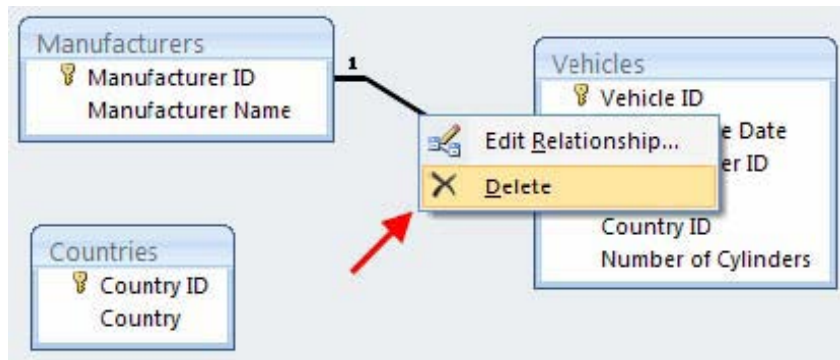 Manufacturers
Manufacturer ID
Manufacturer Name
1
Vehicles
Vehicle ID
e Date
er ID
Country ID
Number of Cylinders
Edit Relationship...
Delete
Countries
Country ID
Country